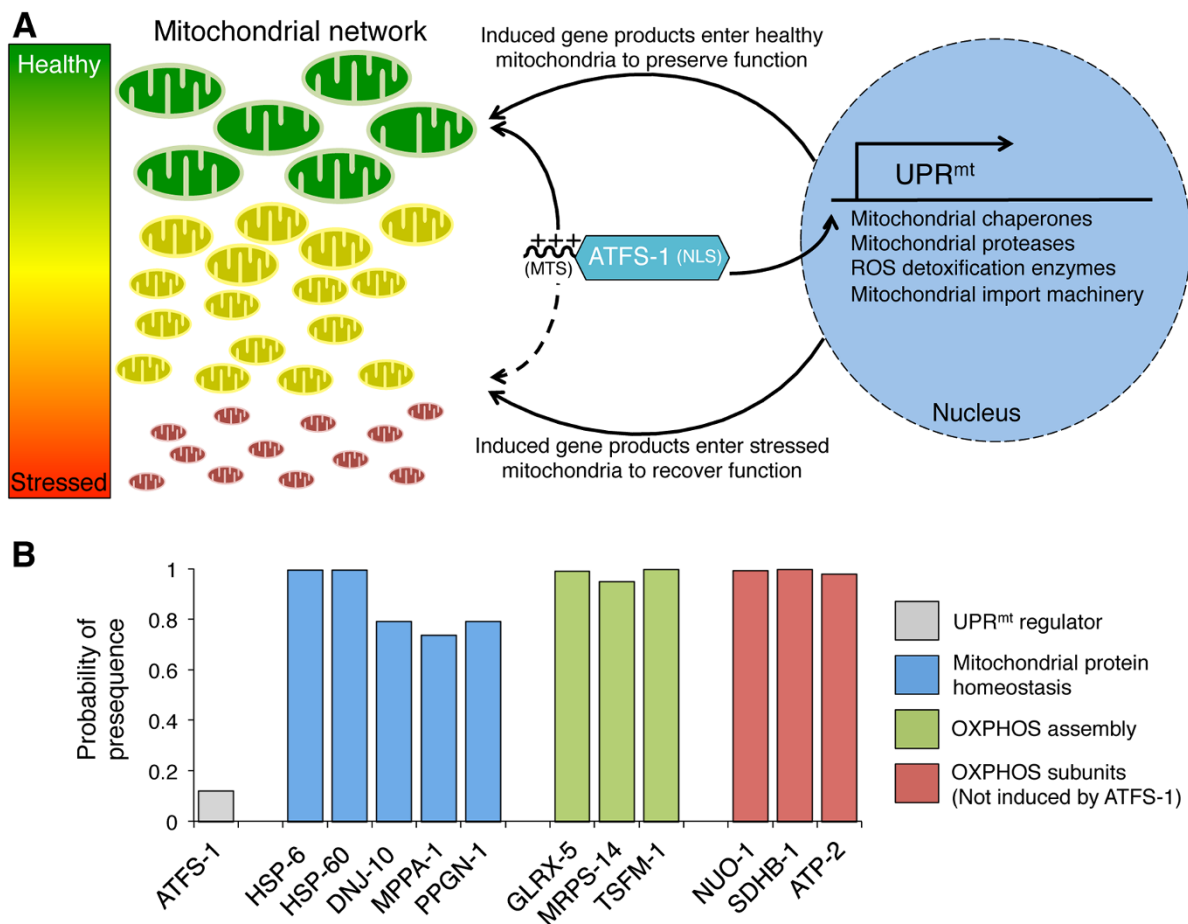 A
Mitochondrial network
Healthy
Stressed
Induced gene products enter healthy
mitochondria to preserve function
+++
(MTS)
ATFS-1 (NLS)
UPRmt
Mitochondrial chaperones
Mitochondrial proteases
ROS detoxification enzymes
Mitochondrial import machinery
Nucleus
Induced gene products enter stressed
mitochondria to recover function
B
Probability of
presequence
1
0.8
0.6
0.4
0.2
0
ATFS-1
HSP-6
HSP-60
DNJ-10
MPPA-1
PPGN-1
GLRX-5
MRPS-14
TSFM-1
NUO-1
SDHB-1
ATP-2
UPRmt regulator
Mitochondrial protein
homeostasis
OXPHOS assembly
OXPHOS subunits
(Not induced by ATFS-1)